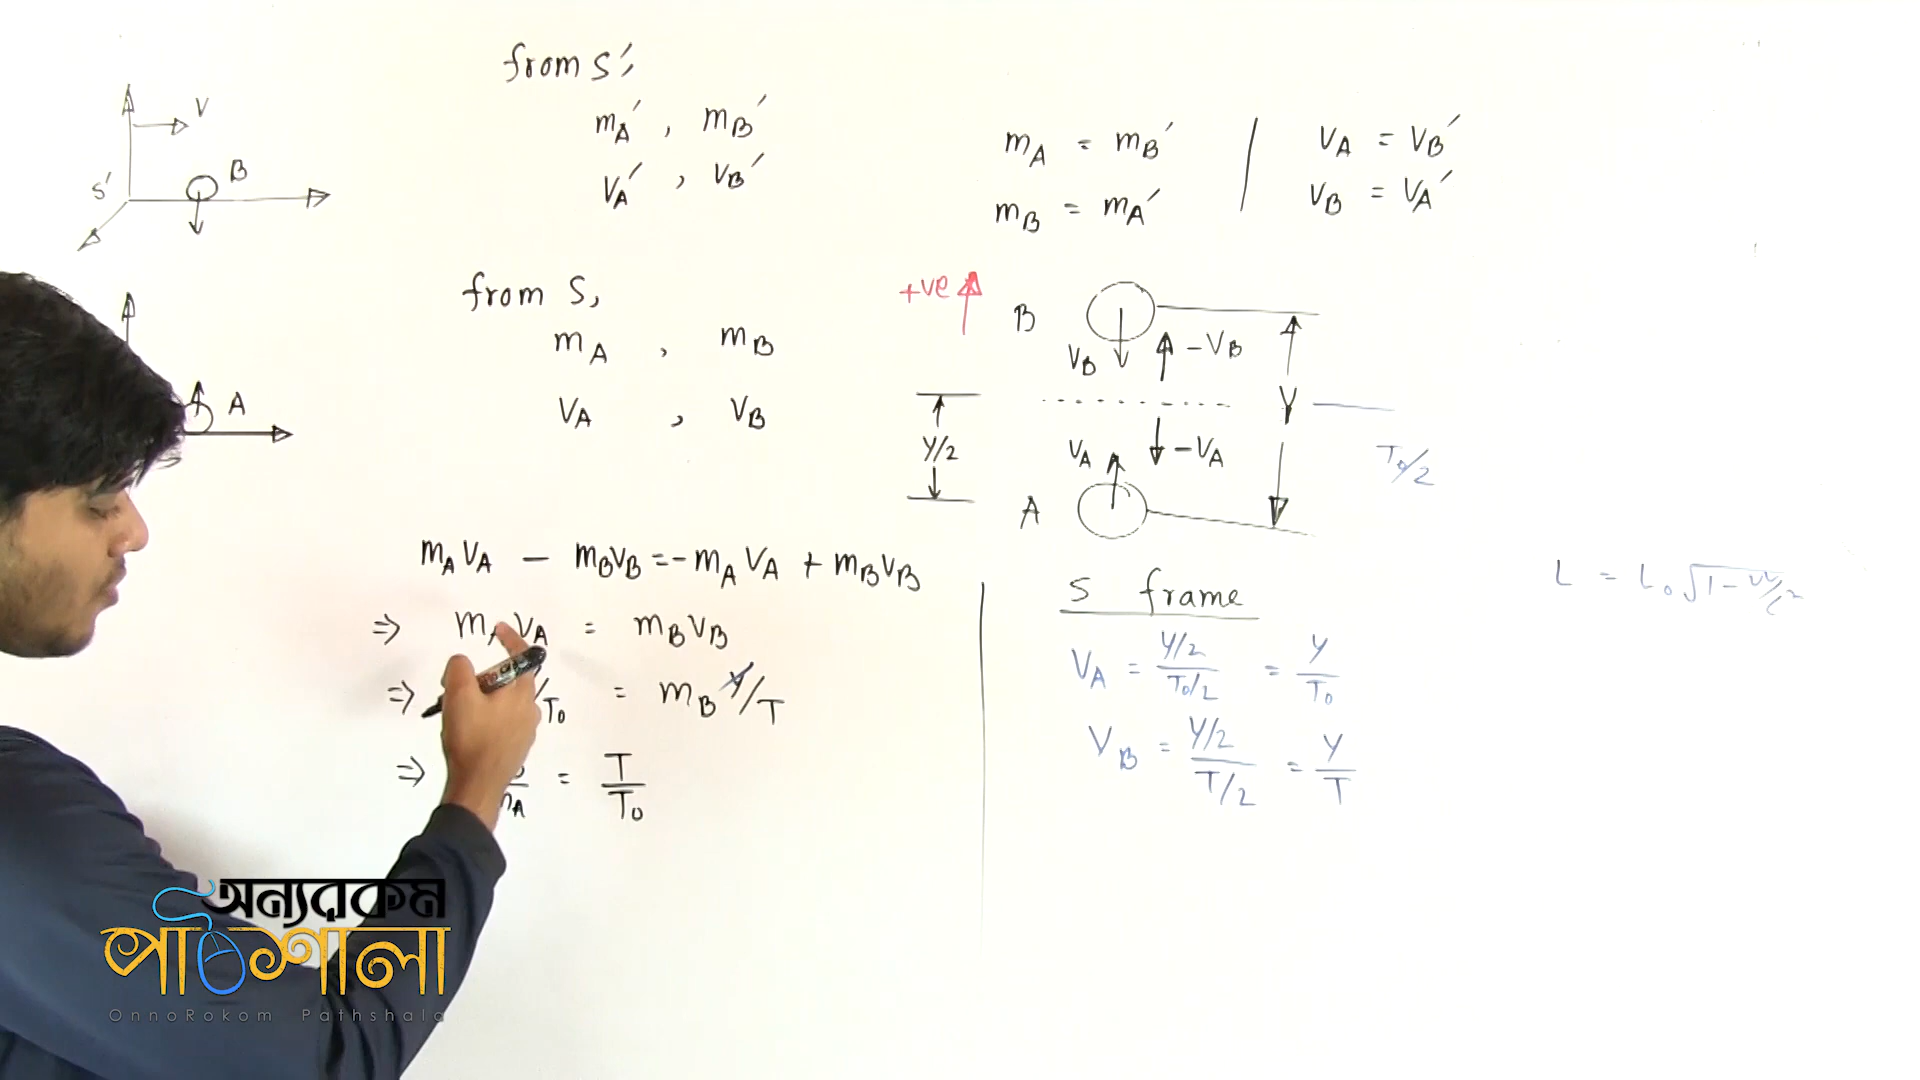 from S',
mA' , mB'
vA' , vB'
mA = mB'
mB = mA'
vA = vB'
vB = vA'
V
S'
B
from S,
mA , mB
vA , vB
A
+ve
B
vB
-vB
Y
Y/2
vA
-vA
T0/2
A
mAvA - mBvB = -mAvA + mBvB
⇒ mAvA = mBvB
⇒ /T0 = mB Y/T
⇒ = T/T0
S frame
vA = (Y/2)/(T0/2) = Y/T0
vB = (Y/2)/(T/2) = Y/T
L = L0 √1 - v²/c²
অন্যরকম
পাঠশালা
OnnoRokom Pathshala